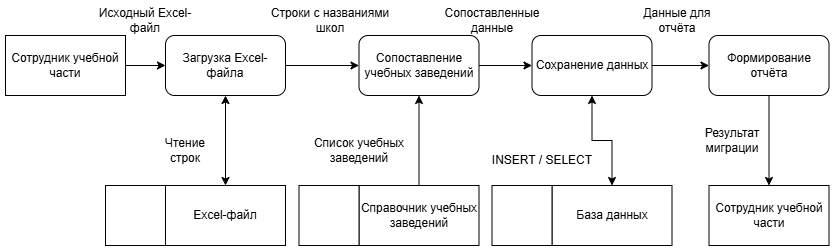 Исходный Excel-
файл
Строки с названиями
школ
Сопоставленные
данные
Данные для
отчёта
Сотрудник учебной
части
Загрузка Excel-
файла
Сопоставление
учебных заведений
Сохранение данных
Формирование
отчёта
Чтение
строк
Список учебных
заведений
INSERT / SELECT
Результат
миграции
Excel-файл
Справочник учебных
заведений
База данных
Сотрудник учебной
части